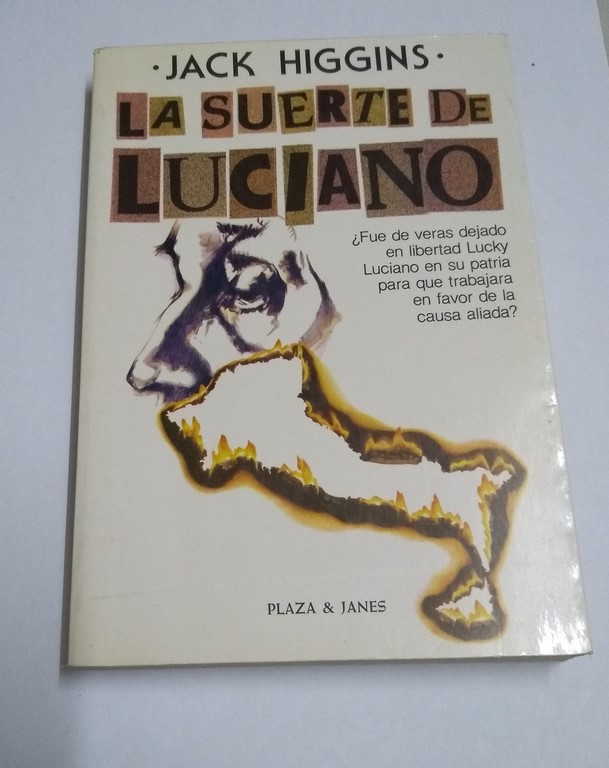 ·JACK HIGGINS·
LA SUERTE DE
LUCIANO
¿Fue de veras dejado
en libertad Lucky
Luciano en su patria
para que trabajara
en favor de la
causa aliada?
PLAZA & JANES